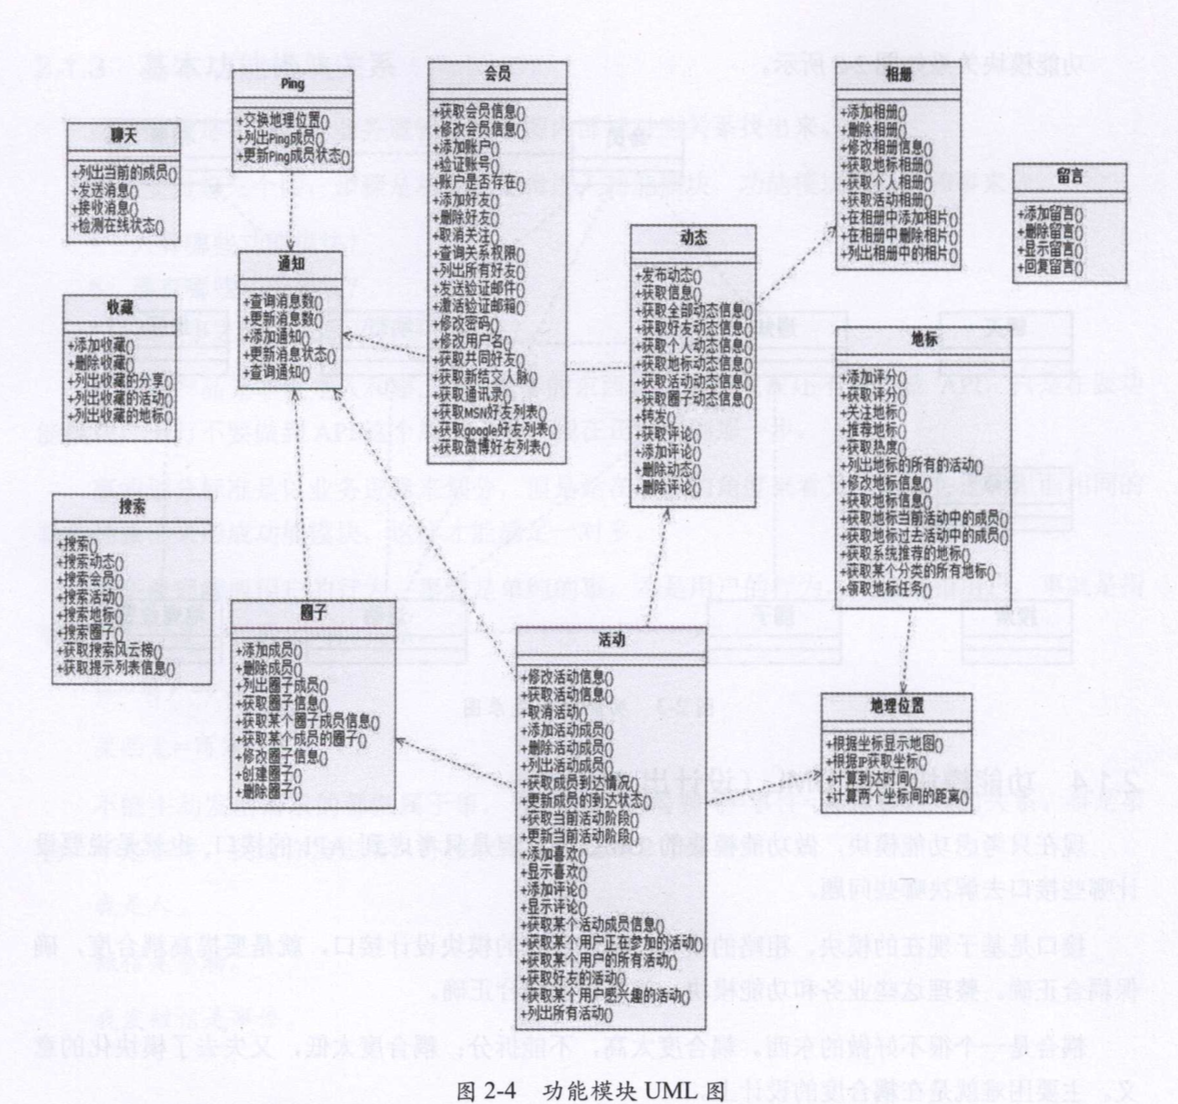 Ping
+交换地理位置()
+列出Ping成员()
+更新Ping成员状态()
会员
+获取会员信息()
+修改会员信息()
+添加账户()
+验证账号()
+账户是否存在()
+添加好友()
+删除好友()
+取消关注()
+查询关系权限()
+列出所有好友()
+发送验证邮件()
+激活验证邮箱()
+修改密码()
+修改用户名()
+获取共同好友()
+获取新结交人脉()
+获取通讯录()
+获取MSN好友列表()
+获取google好友列表()
+获取微博好友列表()
相册
+添加相册()
+删除相册()
+修改相册信息()
+获取地标相册()
+获取个人相册()
+获取活动相册()
+在相册中添加相片()
+在相册中删除相片()
+列出相册中的相片()
聊天
+列出当前的成员()
+发送消息()
+接收消息()
+检测在线状态()
留言
+添加留言()
+删除留言()
+显示留言()
+回复留言()
通知
+查询消息数()
+更新消息数()
+添加通知()
+更新消息状态()
+查询通知()
动态
+发布动态()
+获取信息()
+获取全部动态信息()
+获取好友动态信息()
+获取个人动态信息()
+获取地标动态信息()
+获取活动动态信息()
+获取圈子动态信息()
+转发()
+获取评论()
+添加评论()
+删除动态()
+删除评论()
收藏
+添加收藏()
+删除收藏()
+列出收藏的分享()
+列出收藏的活动()
+列出收藏的地标()
地标
+添加评分()
+获取评分()
+关注地标()
+推荐地标()
+获取热度()
+列出地标的所有的活动()
+修改地标信息()
+获取地标信息()
+获取地标当前活动中的成员()
+获取地标过去活动中的成员()
+获取系统推荐的地标()
+获取某个分类的所有地标()
+领取地标任务()
搜索
+搜索()
+搜索动态()
+搜索会员()
+搜索活动()
+搜索地标()
+搜索圈子()
+获取搜索风云榜()
+获取提示列表信息()
圈子
+添加成员()
+删除成员()
+列出圈子成员()
+获取圈子信息()
+获取某个圈子成员信息()
+获取某个成员的圈子()
+修改圈子信息()
+创建圈子()
+删除圈子()
活动
+修改活动信息()
+获取活动信息()
+取消活动()
+添加活动成员()
+删除活动成员()
+列出活动成员()
+获取成员到达情况()
+更新成员的到达状态()
+获取当前活动阶段()
+更新当前活动阶段()
+添加喜欢()
+显示喜欢()
+添加评论()
+显示评论()
+获取某个活动成员信息()
+获取某个用户正在参加的活动()
+获取某个用户的所有活动()
+获取好友的活动()
+获取某个用户感兴趣的活动()
+列出所有活动()
地理位置
+根据坐标显示地图()
+根据IP获取坐标()
+计算到达时间()
+计算两个坐标间的距离()
图 2-4 功能模块 UML 图